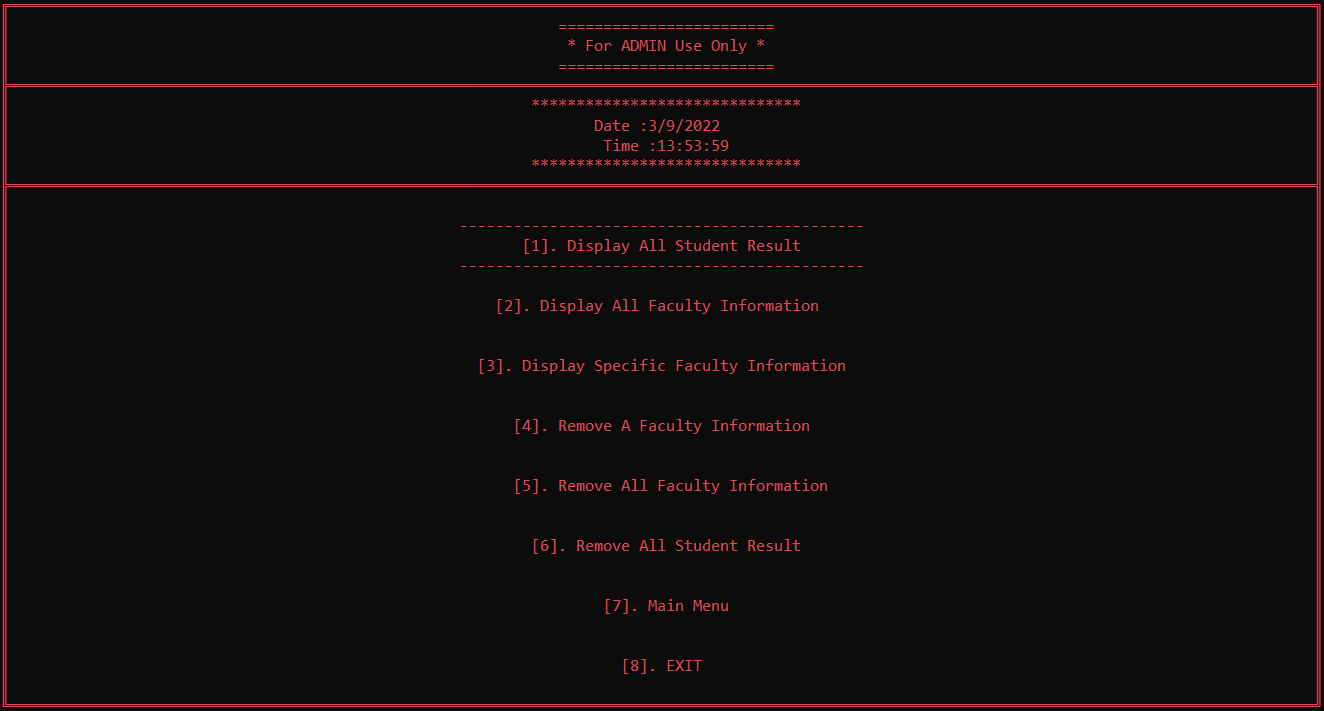 ========================
* For ADMIN Use Only *
========================
******************************
Date :3/9/2022
Time :13:53:59
******************************
---------------------------------------------
[1]. Display All Student Result
---------------------------------------------
[2]. Display All Faculty Information
[3]. Display Specific Faculty Information
[4]. Remove A Faculty Information
[5]. Remove All Faculty Information
[6]. Remove All Student Result
[7]. Main Menu
[8]. EXIT